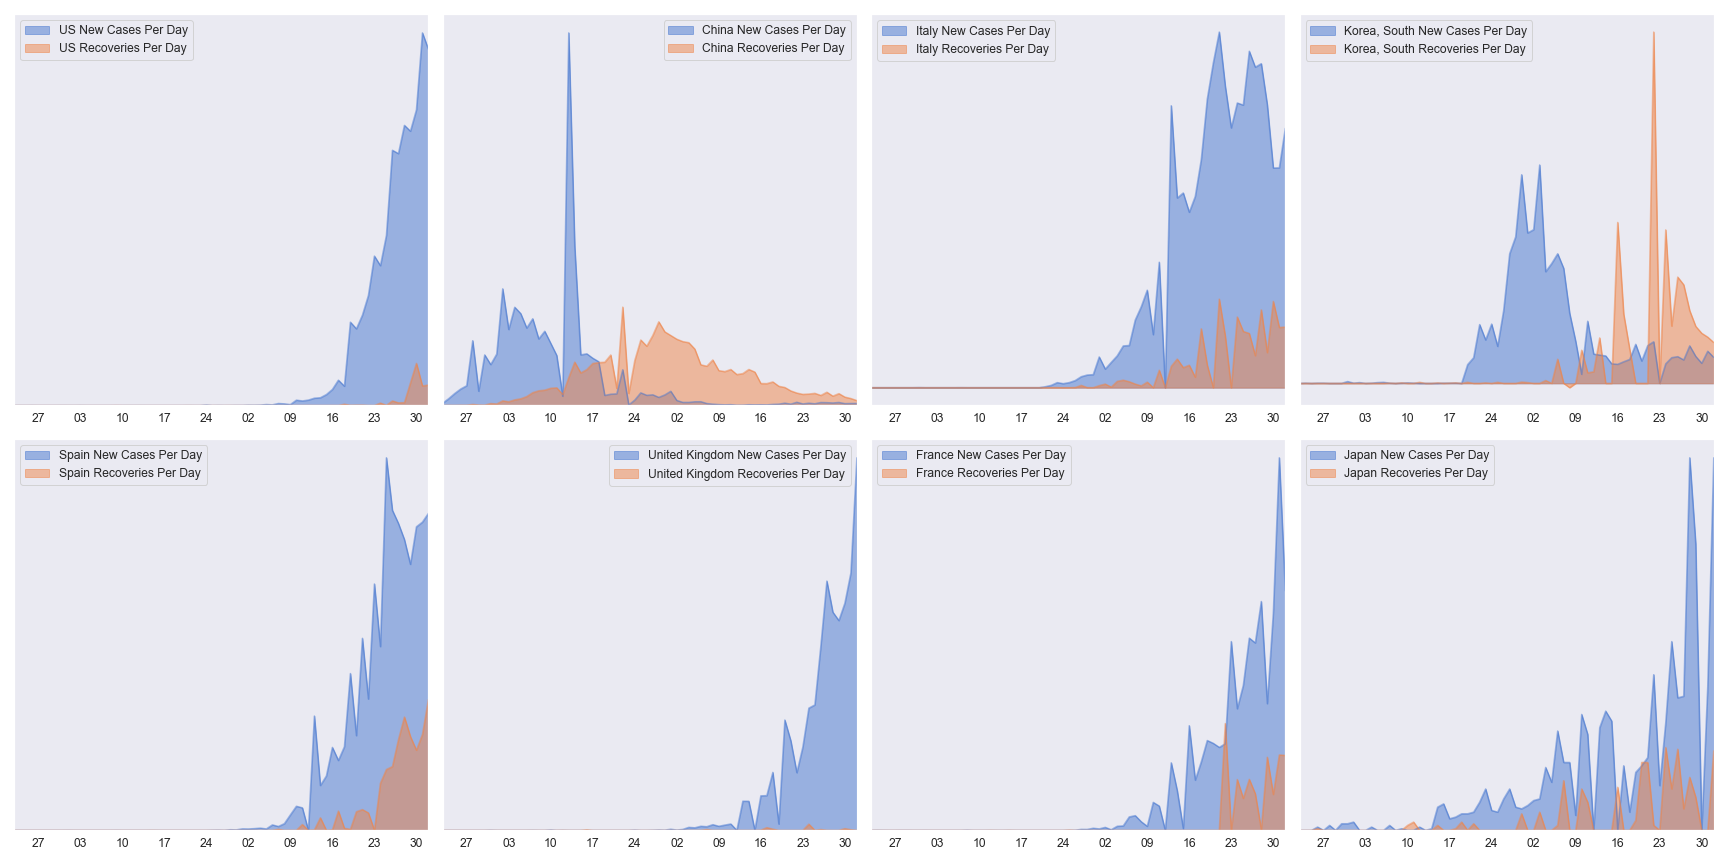 US New Cases Per Day
US Recoveries Per Day
China New Cases Per Day
China Recoveries Per Day
Italy New Cases Per Day
Italy Recoveries Per Day
Korea, South New Cases Per Day
Korea, South Recoveries Per Day
27 03 10 17 24 02 09 16 23 30
27 03 10 17 24 02 09 16 23 30
27 03 10 17 24 02 09 16 23 30
27 03 10 17 24 02 09 16 23 30
Spain New Cases Per Day
Spain Recoveries Per Day
United Kingdom New Cases Per Day
United Kingdom Recoveries Per Day
France New Cases Per Day
France Recoveries Per Day
Japan New Cases Per Day
Japan Recoveries Per Day
27 03 10 17 24 02 09 16 23 30
27 03 10 17 24 02 09 16 23 30
27 03 10 17 24 02 09 16 23 30
27 03 10 17 24 02 09 16 23 30